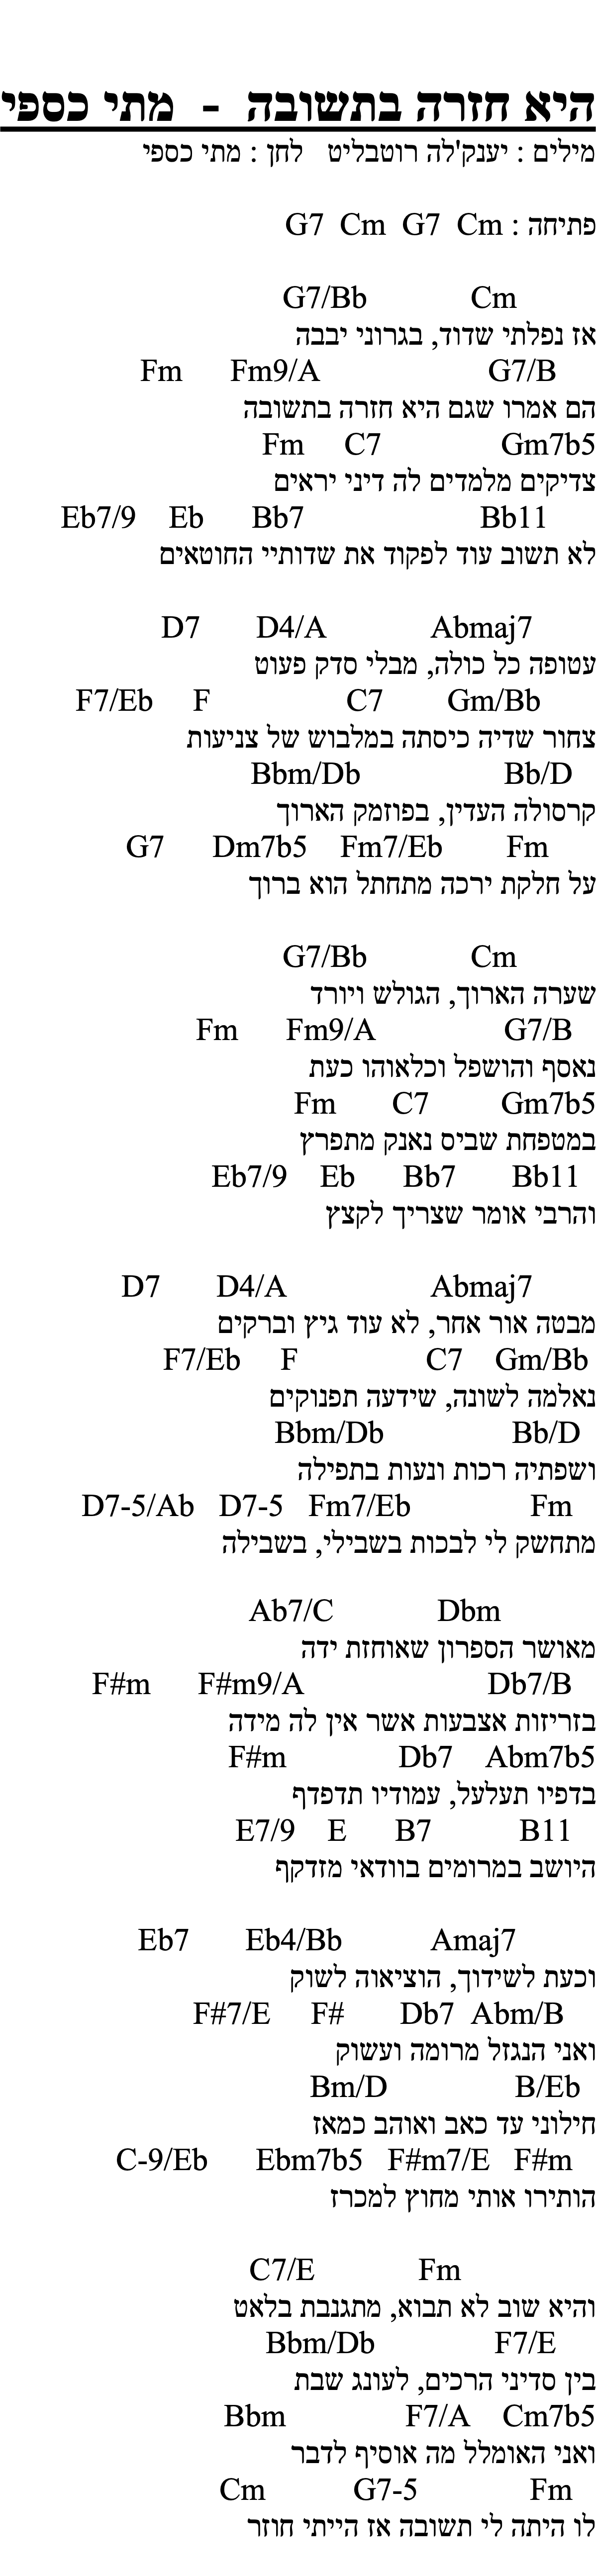 היא חזרה בתשובה - מתי כספי
מילים : יענק'לה רוטבליט לחן : מתי כספי
פתיחה : G7 Cm G7 Cm
G7/Bb Cm
אז נפלתי שדוד, בגרוני יבבה
Fm Fm9/A G7/B
הם אמרו שגם היא חזרה בתשובה
Fm C7 Gm7b5
צדיקים מלמדים לה דיני יראים
Eb7/9 Eb Bb7 Bb11
לא תשוב עוד לפקוד את שדותיי החוטאים
D7 D4/A Abmaj7
עטופה כל כולה, מבלי סדק פעוט
F7/Eb F C7 Gm/Bb
צחור שדיה כיסתה במלבוש של צניעות
Bbm/Db Bb/D
קרסולה העדין, בפוזמק הארוך
G7 Dm7b5 Fm7/Eb Fm
על חלקת ירכה מתחתל הוא ברוך
G7/Bb Cm
שערה הארוך, הגולש ויורד
Fm Fm9/A G7/B
נאסף והושפל וכלאוהו כעת
Fm C7 Gm7b5
במטפחת שביס נאנק מתפרץ
Eb7/9 Eb Bb7 Bb11
והרבי אומר שצריך לקצץ
D7 D4/A Abmaj7
מבטה אור אחר, לא עוד גיץ וברקים
F7/Eb F C7 Gm/Bb
נאלמה לשונה, שידעה תפנוקים
Bbm/Db Bb/D
ושפתיה רכות ונעות בתפילה
D7-5/Ab D7-5 Fm7/Eb Fm
מתחשק לי לבכות בשבילי, בשבילה
Ab7/C Dbm
מאושר הספרון שאוחזת ידה
F#m F#m9/A Db7/B
בזריזות אצבעות אשר אין לה מידה
F#m Db7 Abm7b5
בדפיו תעלעל, עמודיו תדפדף
E7/9 E B7 B11
היושב במרומים בוודאי מזדקף
Eb7 Eb4/Bb Amaj7
וכעת לשידוך, הוציאוה לשוק
F#7/E F# Db7 Abm/B
ואני הנגזל מרומה ועשוק
Bm/D B/Eb
חילוני עד כאב ואוהב כמאז
C-9/Eb Ebm7b5 F#m7/E F#m
הותירו אותי מחוץ למכרז
C7/E Fm
והיא שוב לא תבוא, מתגנבת בלאט
Bbm/Db F7/E
בין סדיני הרכים, לעונג שבת
Bbm F7/A Cm7b5
ואני האומלל מה אוסיף לדבר
Cm G7-5 Fm
לו היתה לי תשובה אז הייתי חוזר